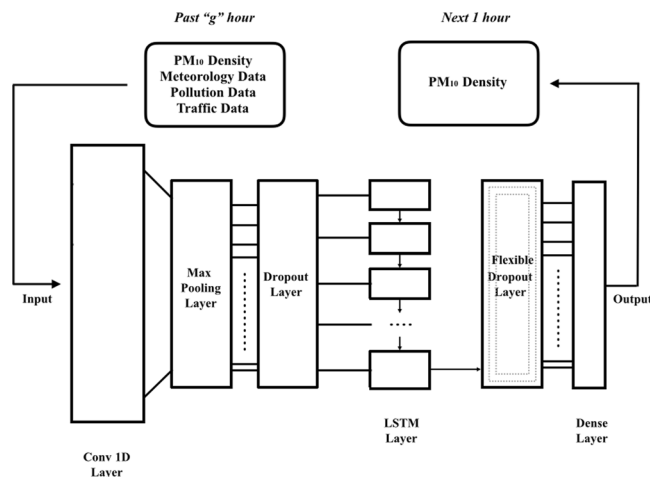 Past “g” hour
Next 1 hour
PM₁₀ Density
Meteorology Data
Pollution Data
Traffic Data
PM₁₀ Density
Input
Max
Pooling
Layer
Dropout
Layer
Flexible
Dropout
Layer
Output
LSTM
Layer
Dense
Layer
Conv 1D
Layer